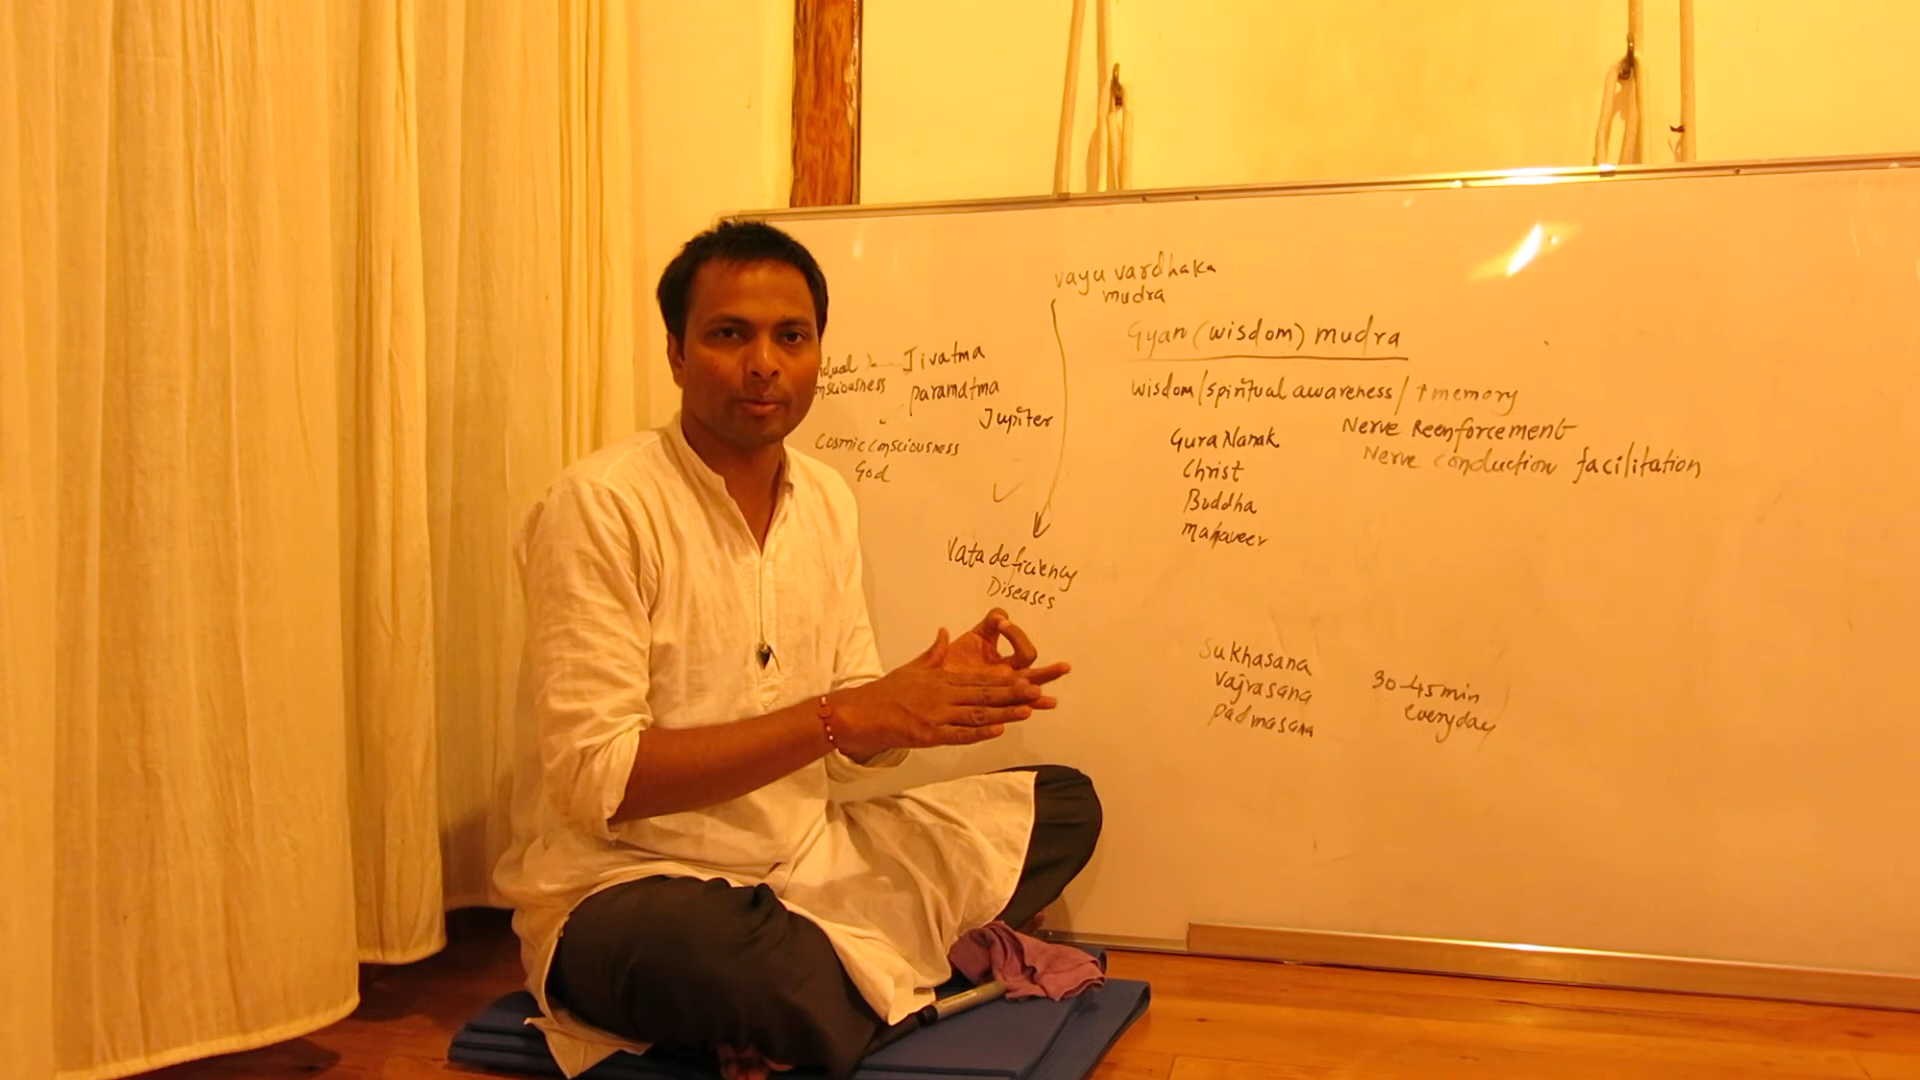 vayu vardhaka
mudra
Gyan (wisdom) mudra
wisdom/spiritual awareness/↑memory
Nerve Reenforcement
Nerve conduction facilitation
Guru Nanak
Christ
Buddha
Mahaveer
Jivatma
paramatma
Jupiter
Cosmic consciousness
God
Vata deficiency
Diseases
Sukhasana
Vajrasana
padmasana
30-45 min
everyday